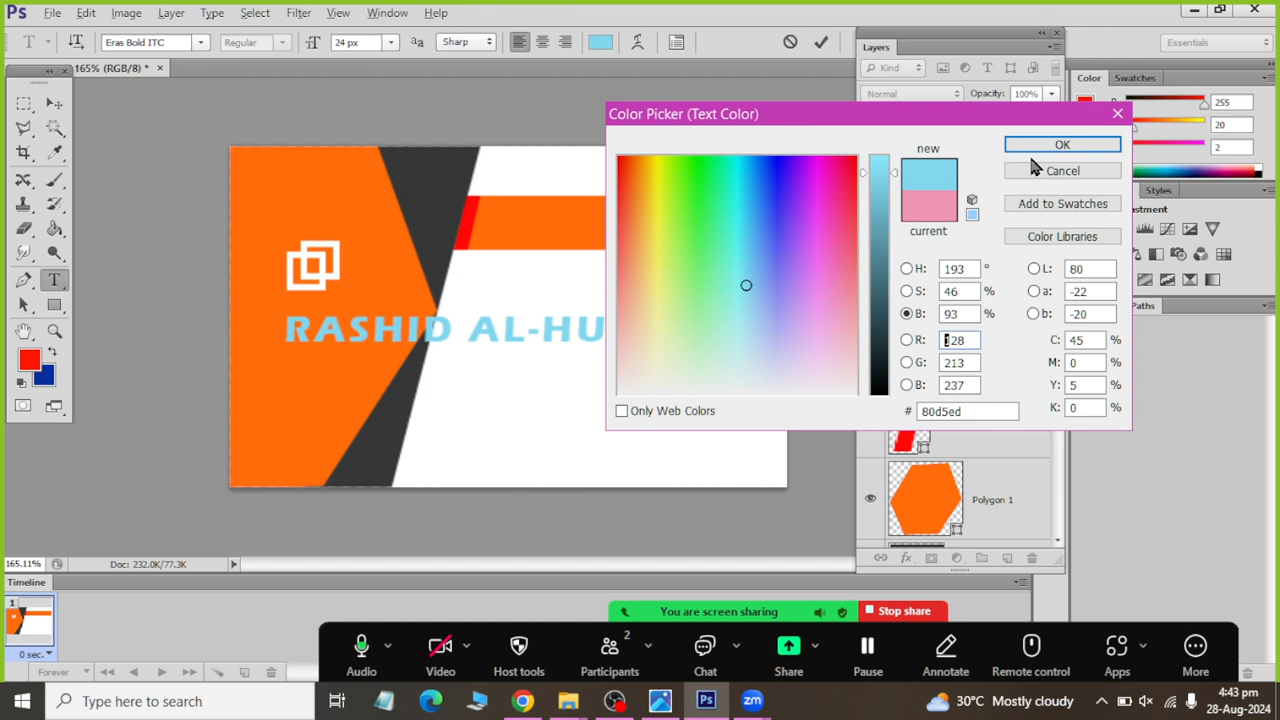 Ps File Edit Image Layer Type Select Filter View Window Help
T Eras Bold ITC Regular 24 px aa Sharp Essentials
165% (RGB/8) * ×
Layers
Kind
Normal Opacity: 100%
Color Swatches
255
20
2
Styles
Paths
Color Picker (Text Color)
new
current
OK
Cancel
Add to Swatches
Color Libraries
H: 193 °
S: 46 %
B: 93 %
R: 128
G: 213
B: 237
# 80d5ed
L: 80
a: -22
b: -20
C: 45 %
M: 0 %
Y: 5 %
K: 0 %
Only Web Colors
RASHID AL-HU
Polygon 1
165.11% Doc: 232.0K/77.3K
Timeline
1
0 sec.
Forever
You are screen sharing Stop share
2
Audio Video Host tools Participants Chat Share Pause Annotate Remote control Apps More
Type here to search
Ps
zm
30°C Mostly cloudy
4:43 pm
28-Aug-2024